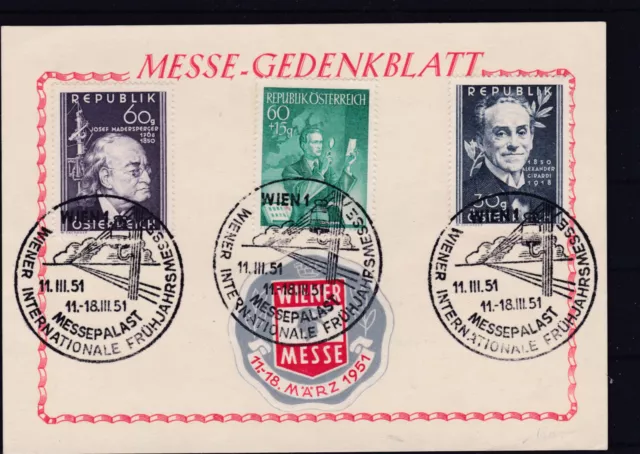 MESSE-GEDENKBLATT
REPUBLIK
60g
JOSEF MADERSPERGER
1768
1850
ÖSTERREICH
REPUBLIK ÖSTERREICH
60
+15g
REPUBLIK
1850
ALEXANDER
GIRARDI
1918
30g
ÖSTERREICH
WIEN 1
11. III. 51
11.-18. III. 51
MESSEPALAST
WIENER INTERNATIONALE FRÜHJAHRSMESSE
WIEN 1
11. III. 51
11.-18. III. 51
MESSEPALAST
WIENER INTERNATIONALE FRÜHJAHRSMESSE
WIEN 1
11. III. 51
11.-18. III. 51
MESSEPALAST
WIENER INTERNATIONALE FRÜHJAHRSMESSE
WIENER
MESSE
11.-18. MÄRZ 1951